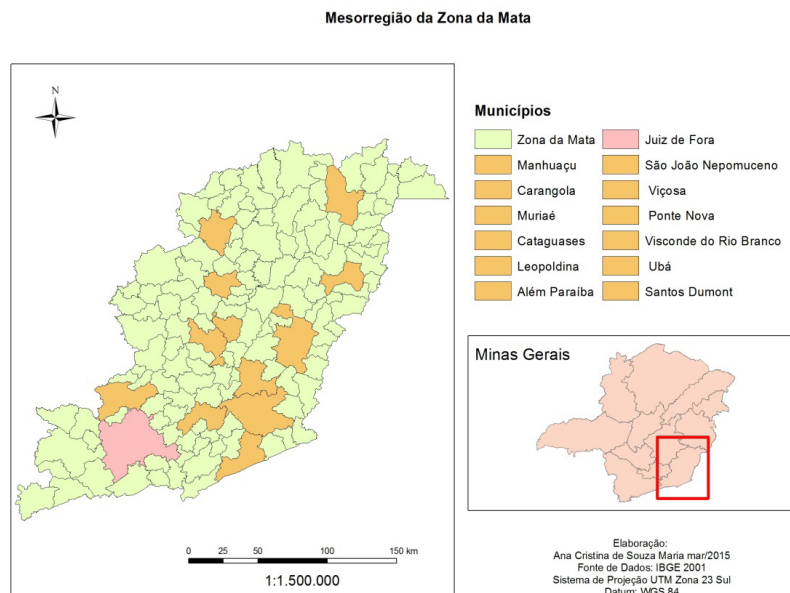 Mesorregião da Zona da Mata
N
Municípios
Zona da Mata
Juiz de Fora
Manhuaçu
São João Nepomuceno
Carangola
Viçosa
Muriaé
Ponte Nova
Cataguases
Visconde do Rio Branco
Leopoldina
Ubá
Além Paraíba
Santos Dumont
Minas Gerais
0 25 50 100 150 km
1:1.500.000
Elaboração:
Ana Cristina de Souza Maria mar/2015
Fonte de Dados: IBGE 2001
Sistema de Projeção UTM Zona 23 Sul
Datum: WGS 84